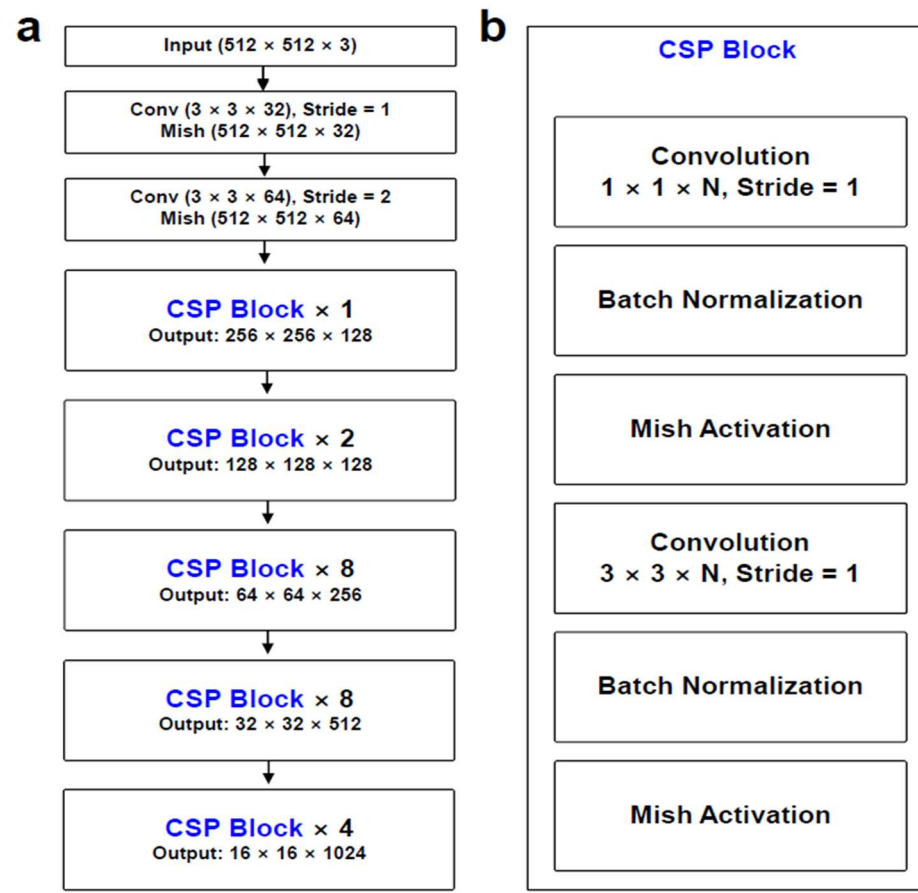 a
Input (512 × 512 × 3)
Conv (3 × 3 × 32), Stride = 1
Mish (512 × 512 × 32)
Conv (3 × 3 × 64), Stride = 2
Mish (512 × 512 × 64)
CSP Block × 1
Output: 256 × 256 × 128
CSP Block × 2
Output: 128 × 128 × 128
CSP Block × 8
Output: 64 × 64 × 256
CSP Block × 8
Output: 32 × 32 × 512
CSP Block × 4
Output: 16 × 16 × 1024
b
CSP Block
Convolution
1 × 1 × N, Stride = 1
Batch Normalization
Mish Activation
Convolution
3 × 3 × N, Stride = 1
Batch Normalization
Mish Activation